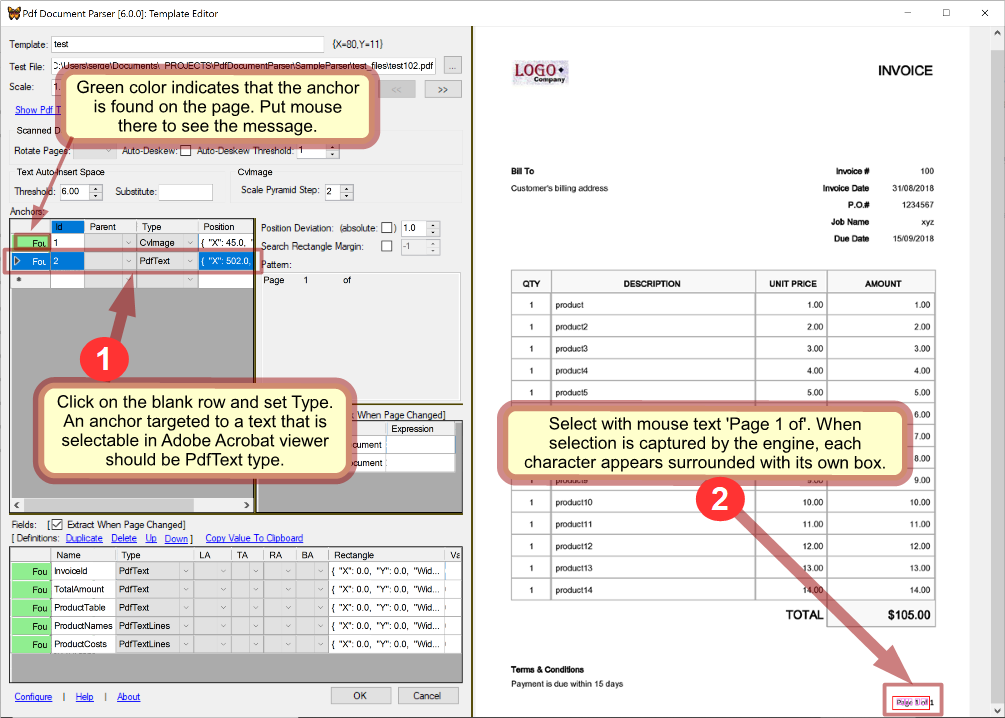 Pdf Document Parser [6.0.0]: Template Editor
Template: test {X=80,Y=11}
Test File: C:\Users\serge\Documents\_PROJECTS\PdfDocumentParser\SampleParser\test_files\test102.pdf ...
Scale: 1. << >>
Green color indicates that the anchor
is found on the page. Put mouse
there to see the message.
Show Pdf T
Scanned D
Rotate Pages: Auto-Deskew: Auto-Deskew Threshold: 1
Text Auto-Insert Space CvImage
Threshold: 6.00 Substitute: Scale Pyramid Step: 2
Anchors:
Id Parent Type Position
Fou 1 CvImage { "X": 45.0, "
Fou 2 PdfText { "X": 502.0,
*
Position Deviation: (absolute: ) 1.0
Search Rectangle Margin: -1
Pattern:
Page 1 of
1
Click on the blank row and set Type.
An anchor targeted to a text that is
selectable in Adobe Acrobat viewer
should be PdfText type.
When Page Changed]
Expression
cument
cument
< >
Fields: [ Extract When Page Changed]
[ Definitions: Duplicate Delete Up Down ] Copy Value To Clipboard
Name Type LA TA RA BA Rectangle Va
Fou InvoiceId PdfText { "X": 0.0, "Y": 0.0, "Wid...
Fou TotalAmount PdfText { "X": 0.0, "Y": 0.0, "Wid...
Fou ProductTable PdfText { "X": 0.0, "Y": 0.0, "Wid...
Fou ProductNames PdfTextLines { "X": 0.0, "Y": 0.0, "Wid...
Fou ProductCosts PdfTextLines { "X": 0.0, "Y": 0.0, "Wid...
Configure | Help | About OK Cancel
LOGO
Company
INVOICE
Bill To
Customer's billing address
Invoice # 100
Invoice Date 31/08/2018
P.O.# 1234567
Job Name xyz
Due Date 15/09/2018
QTY DESCRIPTION UNIT PRICE AMOUNT
1 product 1.00 1.00
1 product2 2.00 2.00
1 product3 3.00 3.00
1 product4 4.00 4.00
1 product5 5.00 5.00
6.00
7.00
8.00
Select with mouse text 'Page 1 of'. When
selection is captured by the engine, each
character appears surrounded with its own box.
1 product9 9.00 9.00
2
1 product10 10.00 10.00
1 product11 11.00 11.00
1 product12 12.00 12.00
1 product13 13.00 13.00
1 product14 14.00 14.00
TOTAL $105.00
Terms & Conditions
Payment is due within 15 days
Page 1 of 1